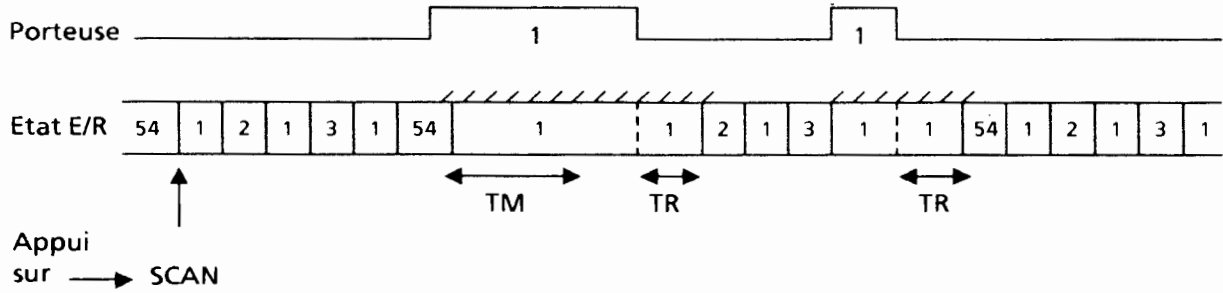 Porteuse 1 1
Etat E/R 54 1 2 1 3 1 54 1 1 2 1 3 1 1 54 1 2 1 3 1
TM TR TR
Appui
sur SCAN